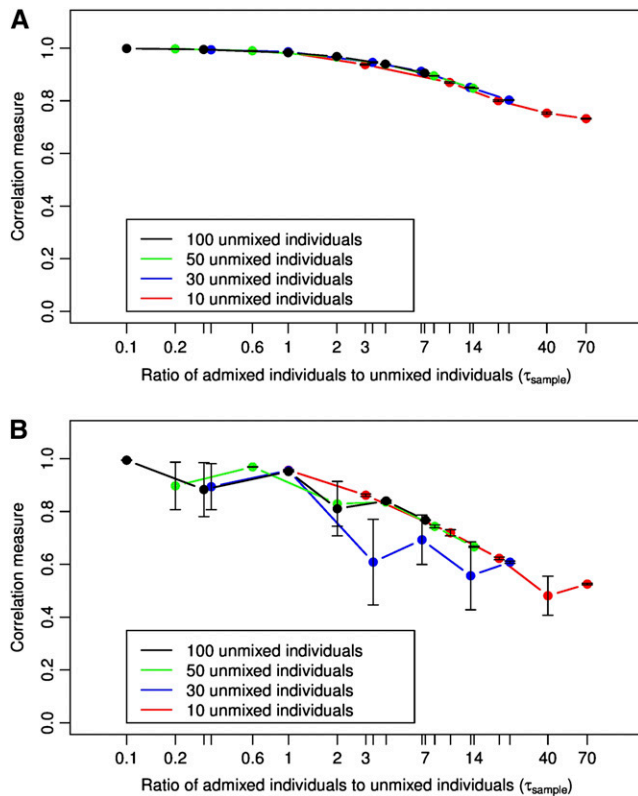 A
Correlation measure
1.0
0.8
0.6
0.4
0.2
0.0
100 unmixed individuals
50 unmixed individuals
30 unmixed individuals
10 unmixed individuals
0.1 0.2 0.6 1 2 3 7 14 40 70
Ratio of admixed individuals to unmixed individuals (τsample)
B
Correlation measure
1.0
0.8
0.6
0.4
0.2
0.0
100 unmixed individuals
50 unmixed individuals
30 unmixed individuals
10 unmixed individuals
0.1 0.2 0.6 1 2 3 7 14 40 70
Ratio of admixed individuals to unmixed individuals (τsample)